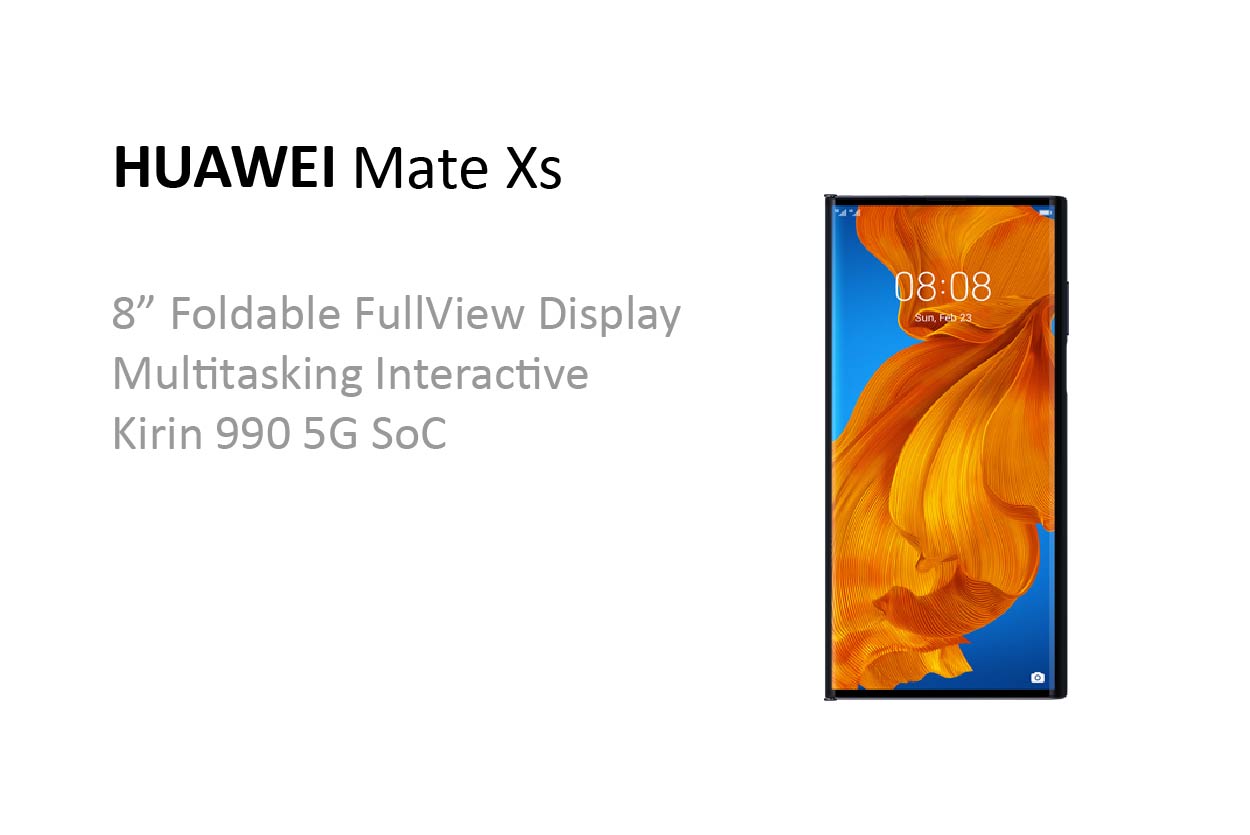 HUAWEI Mate Xs
8” Foldable FullView Display
Multitasking Interactive
Kirin 990 5G SoC
08:08
Sun, Feb 23